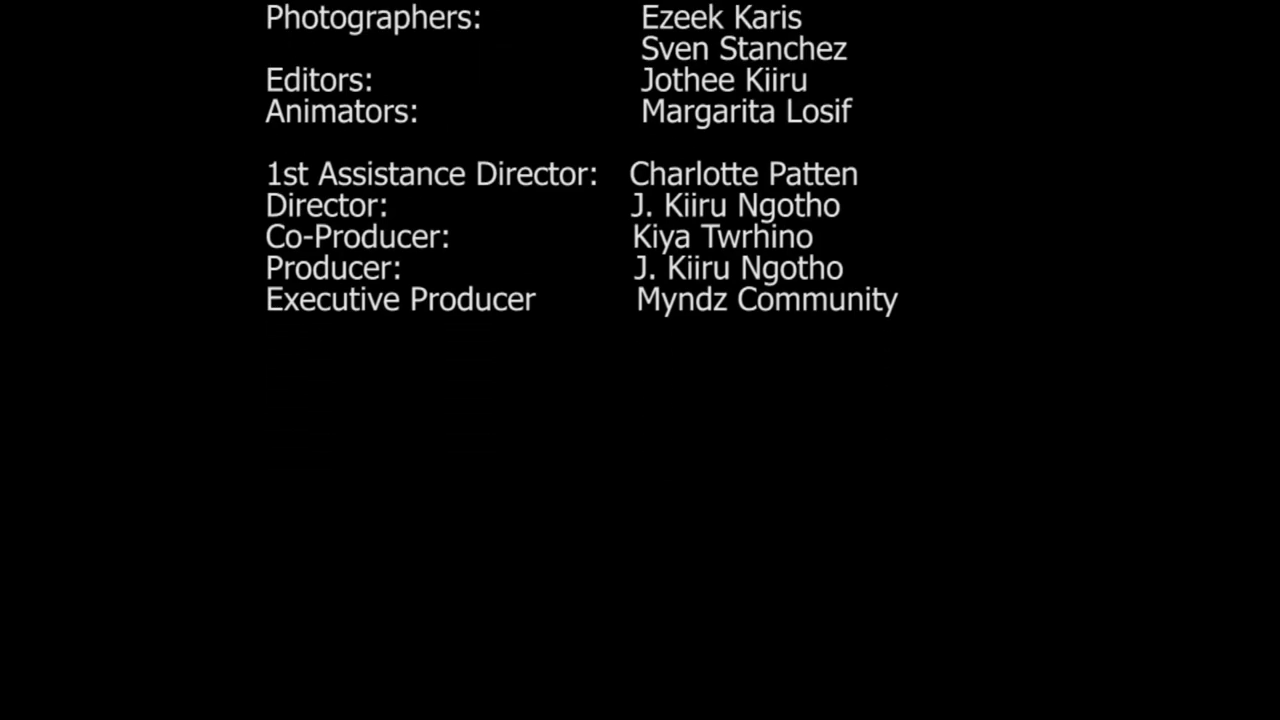 Photographers: Ezeek Karis
Sven Stanchez
Editors: Jothee Kiiru
Animators: Margarita Losif
1st Assistance Director: Charlotte Patten
Director: J. Kiiru Ngotho
Co-Producer: Kiya Twrhino
Producer: J. Kiiru Ngotho
Executive Producer Myndz Community